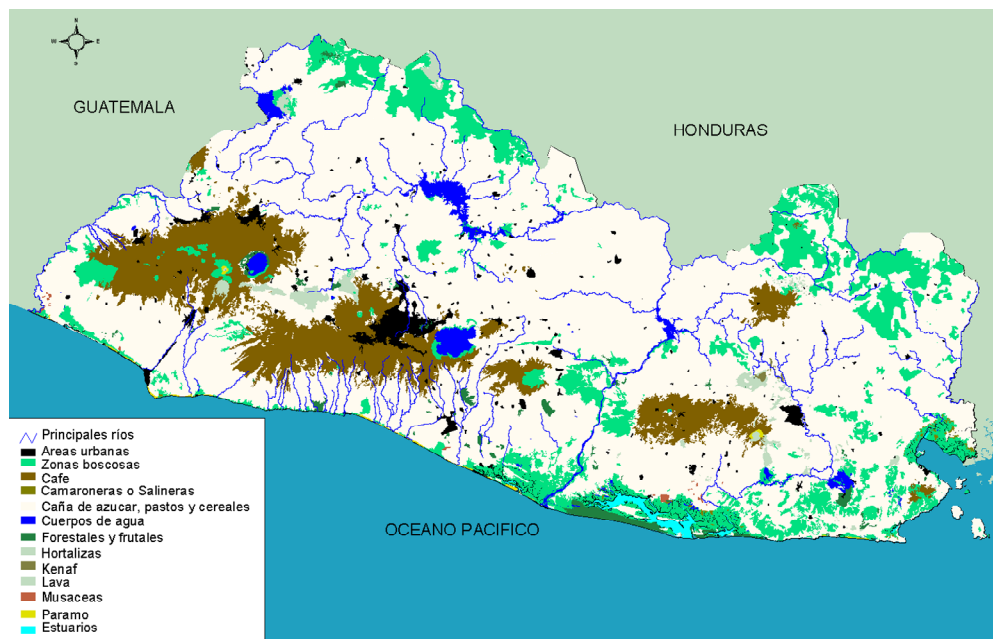 N
W E
S
GUATEMALA
HONDURAS
OCEANO PACIFICO
Principales ríos
Areas urbanas
Zonas boscosas
Cafe
Camaroneras o Salineras
Caña de azucar, pastos y cereales
Cuerpos de agua
Forestales y frutales
Hortalizas
Kenaf
Lava
Musaceas
Paramo
Estuarios